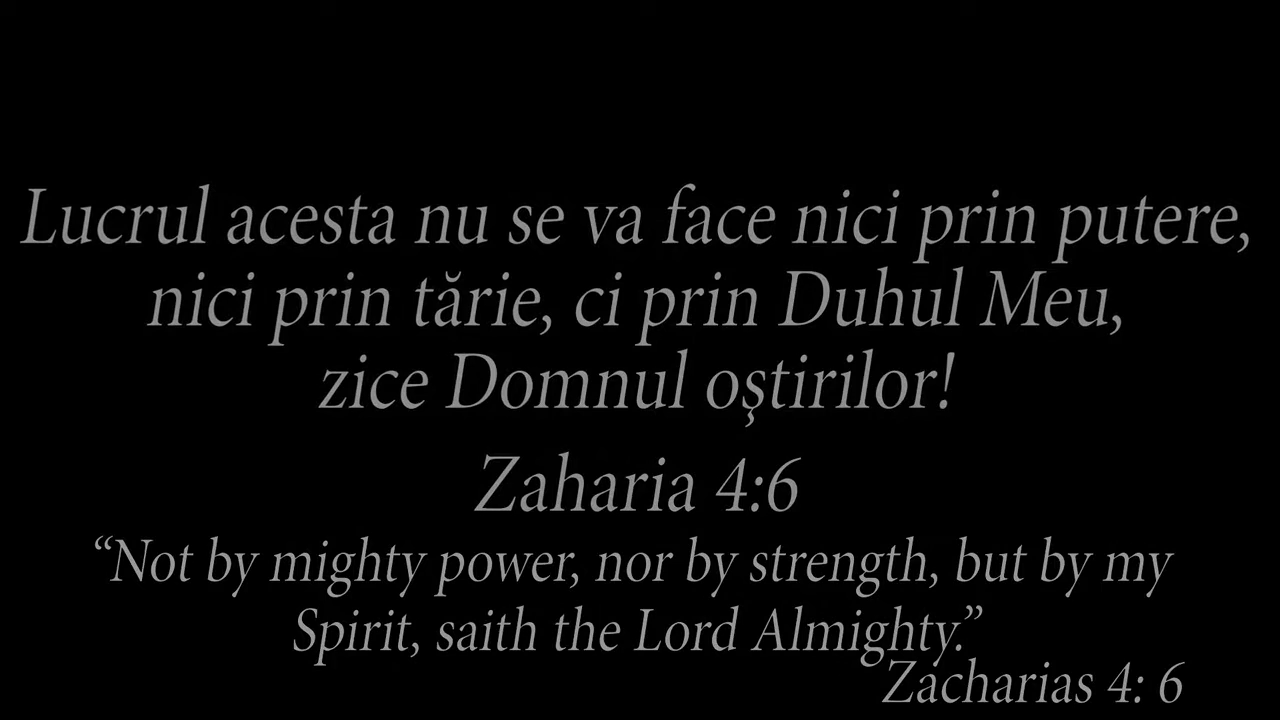 Lucrul acesta nu se va face nici prin putere,
nici prin tărie, ci prin Duhul Meu,
zice Domnul oştirilor!
Zaharia 4:6
“Not by mighty power, nor by strength, but by my
Spirit, saith the Lord Almighty.”
Zacharias 4: 6